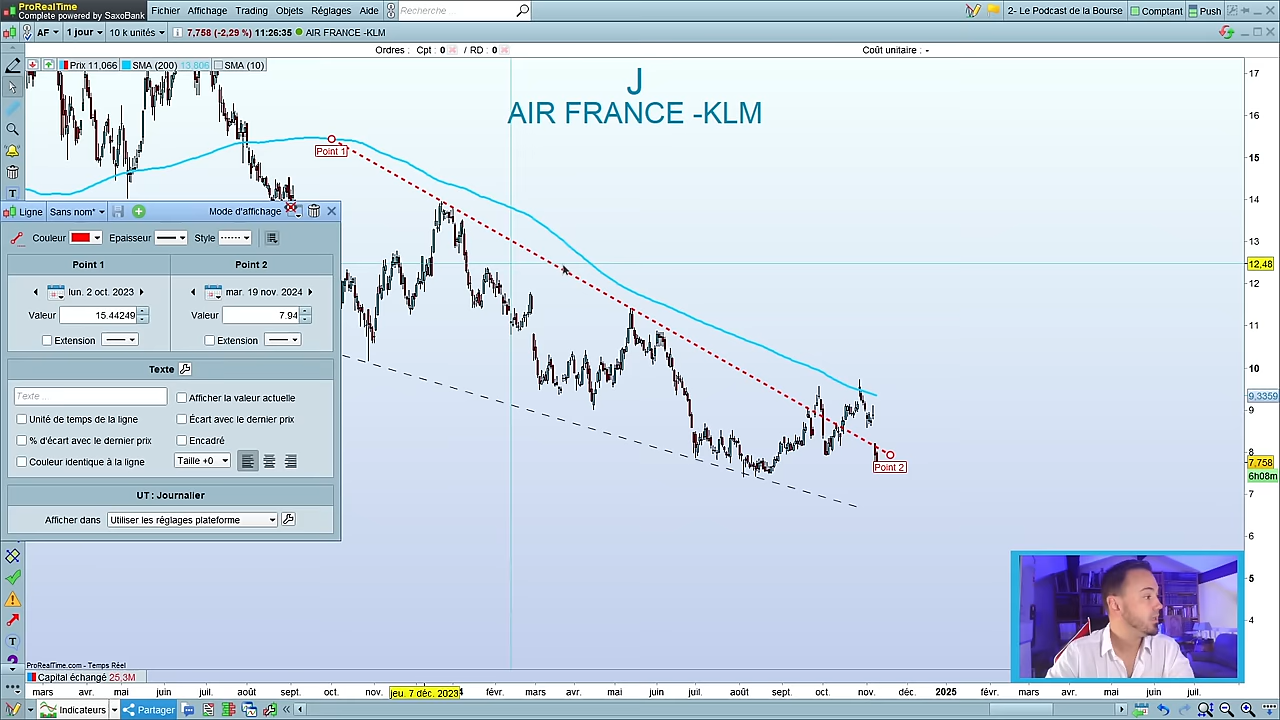 ProRealTime
Complete powered by SaxoBank
Fichier Affichage Trading Objets Réglages Aide Recherche ... 2- Le Podcast de la Bourse Comptant Push
AF 1 jour 10 k unités 7,758 (-2,29 %) 11:26:35 AIR FRANCE -KLM
Ordres : Cpt : 0 / RD : 0 Coût unitaire : -
Prix 11.066 SMA (200) 13.806 SMA (10)
J
AIR FRANCE -KLM
Point 1
Ligne Sans nom* Mode d'affichage
Couleur Epaisseur Style
Point 1 Point 2
lun. 2 oct. 2023 mar. 19 nov. 2024
Valeur 15.44249 Valeur 7.94
Extension Extension
Texte
Texte ... Afficher la valeur actuelle
Unité de temps de la ligne Écart avec le dernier prix
% d'écart avec le dernier prix Encadré
Couleur identique à la ligne Taille +0
UT : Journalier
Afficher dans Utiliser les réglages plateforme
Point 2
17
16
15
14
13
12,48
12
11
10
9,3359
9
8
7,758
6h08m
7
6
5
4
T
T
ProRealTime.com - Temps Réel
Capital échangé 25,3M
mars avr. mai juin juil. août sept. oct. nov. jeu. 7 déc. 2023 févr. mars avr. mai juin juil. août sept. oct. nov. déc. 2025 févr. mars avr. mai juin juil.
Indicateurs Partager